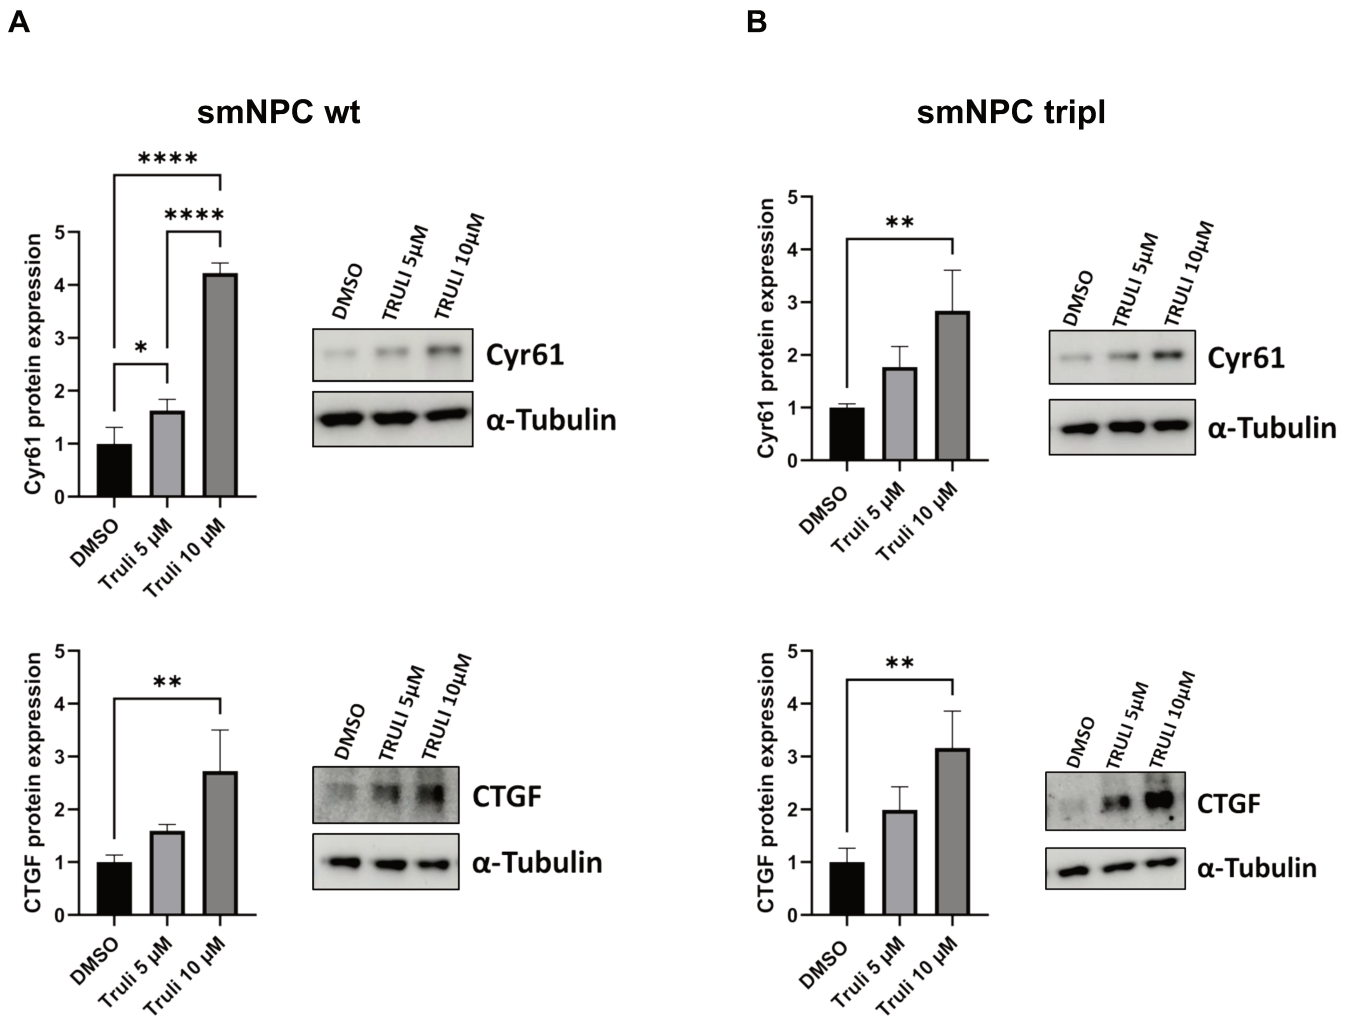 A
B
smNPC wt
smNPC tripl
****
****
*
Cyr61 protein expression
5
4
3
2
1
0
DMSO
Truli 5 µM
Truli 10 µM
DMSO
TRULI 5µM
TRULI 10µM
Cyr61
α-Tubulin
**
Cyr61 protein expression
5
4
3
2
1
0
DMSO
Truli 5 µM
Truli 10 µM
DMSO
TRULI 5µM
TRULI 10µM
Cyr61
α-Tubulin
**
CTGF protein expression
5
4
3
2
1
0
DMSO
Truli 5 µM
Truli 10 µM
DMSO
TRULI 5µM
TRULI 10µM
CTGF
α-Tubulin
**
CTGF protein expression
5
4
3
2
1
0
DMSO
Truli 5 µM
Truli 10 µM
DMSO
TRULI 5µM
TRULI 10µM
CTGF
α-Tubulin